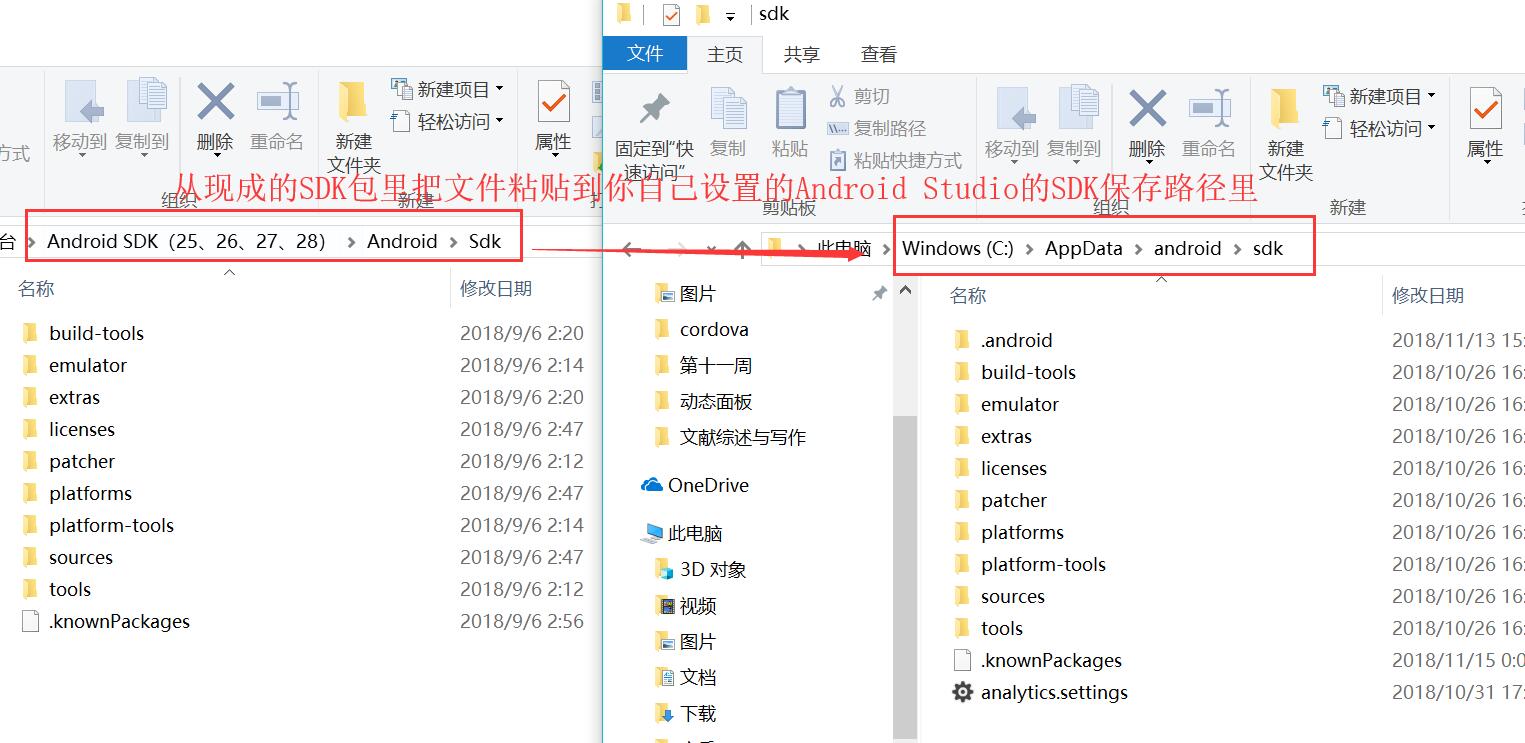 sdk
文件 主页 共享 查看
移动到 复制到 删除 重命名 新建文件夹 新建项目 轻松访问 属性
方式
组织 新建
固定到“快速访问” 复制 粘贴 剪切 复制路径 粘贴快捷方式 移动到 复制到 删除 重命名 新建文件夹 新建项目 轻松访问 属性
剪贴板 组织 新建
从现成的SDK包里把文件粘贴到你自己设置的Android Studio的SDK保存路径里
台 > Android SDK（25、26、27、28） > Android > Sdk
此电脑 > Windows (C:) > AppData > android > sdk
名称 修改日期
build-tools 2018/9/6 2:20
emulator 2018/9/6 2:14
extras 2018/9/6 2:20
licenses 2018/9/6 2:47
patcher 2018/9/6 2:12
platforms 2018/9/6 2:47
platform-tools 2018/9/6 2:14
sources 2018/9/6 2:47
tools 2018/9/6 2:12
.knownPackages 2018/9/6 2:56
图片
cordova
第十一周
动态面板
文献综述与写作
OneDrive
此电脑
3D 对象
视频
图片
文档
下载
名称 修改日期
.android 2018/11/13 15:
build-tools 2018/10/26 16:
emulator 2018/10/26 16:
extras 2018/10/26 16:
licenses 2018/10/26 16:
patcher 2018/10/26 16:
platforms 2018/10/26 16:
platform-tools 2018/10/26 16:
sources 2018/10/26 16:
tools 2018/10/26 16:
.knownPackages 2018/11/15 0:0
analytics.settings 2018/10/31 17: